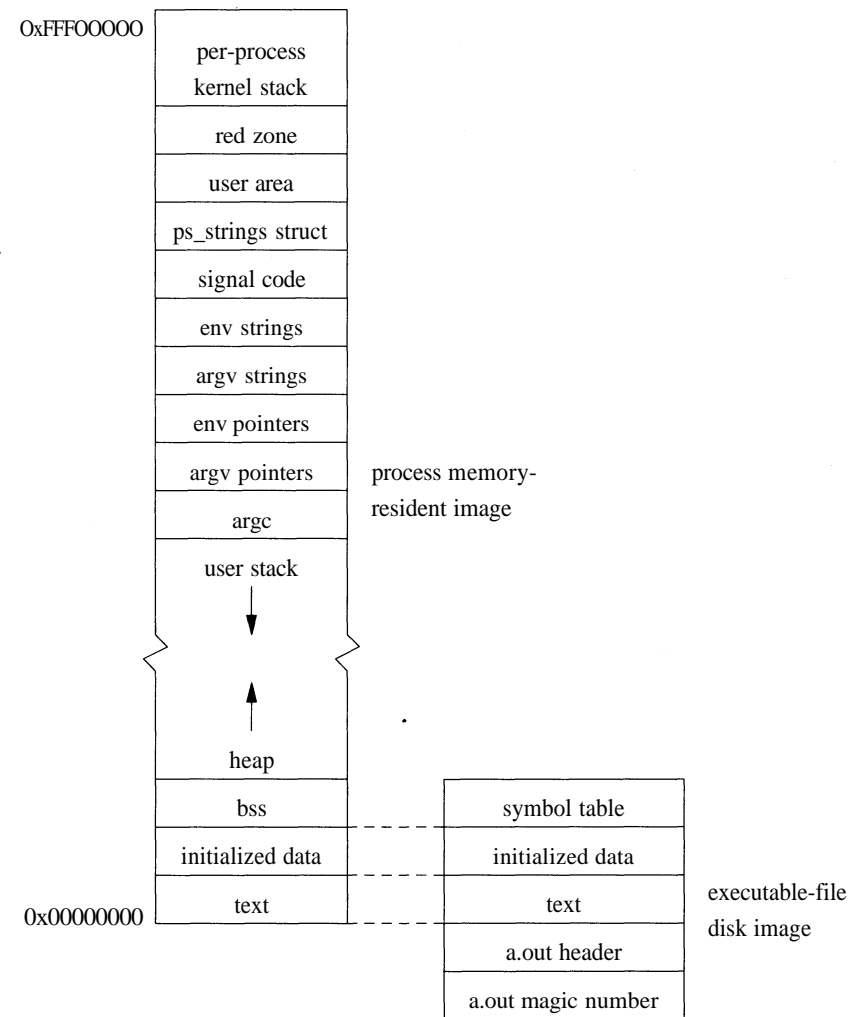 0xFFF00000
per-process
kernel stack
red zone
user area
ps_strings struct
signal code
env strings
argv strings
env pointers
argv pointers
argc
user stack
process memory-
resident image
heap
bss
initialized data
text
0x00000000
symbol table
initialized data
text
a.out header
a.out magic number
executable-file
disk image